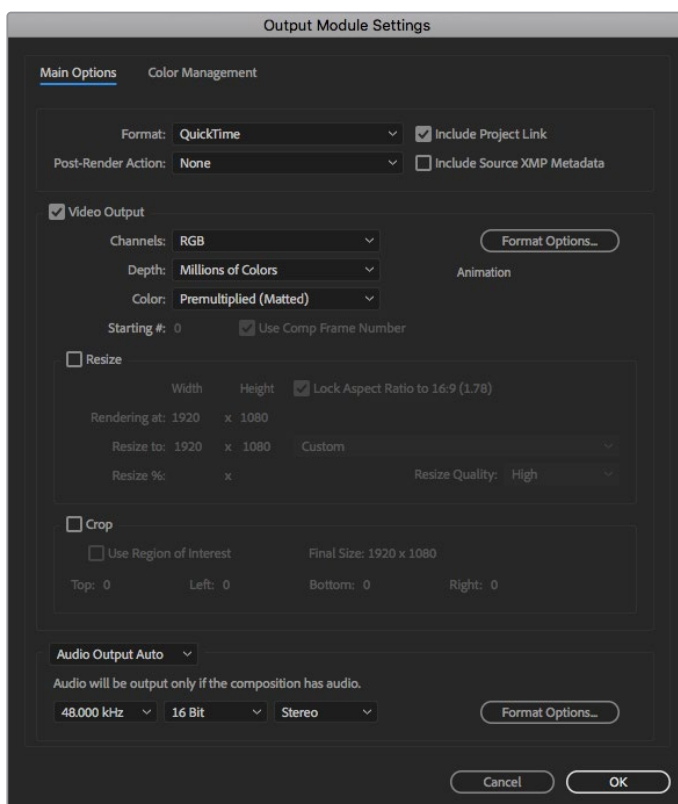 Output Module Settings
Main Options Color Management
Format: QuickTime Include Project Link
Post-Render Action: None Include Source XMP Metadata
Video Output
Channels: RGB Format Options...
Depth: Millions of Colors Animation
Color: Premultiplied (Matted)
Starting #: 0 Use Comp Frame Number
Resize
Width Height Lock Aspect Ratio to 16:9 (1.78)
Rendering at: 1920 x 1080
Resize to: 1920 x 1080 Custom
Resize %: x Resize Quality: High
Crop
Use Region of Interest Final Size: 1920 x 1080
Top: 0 Left: 0 Bottom: 0 Right: 0
Audio Output Auto
Audio will be output only if the composition has audio.
48.000 kHz 16 Bit Stereo Format Options...
Cancel OK